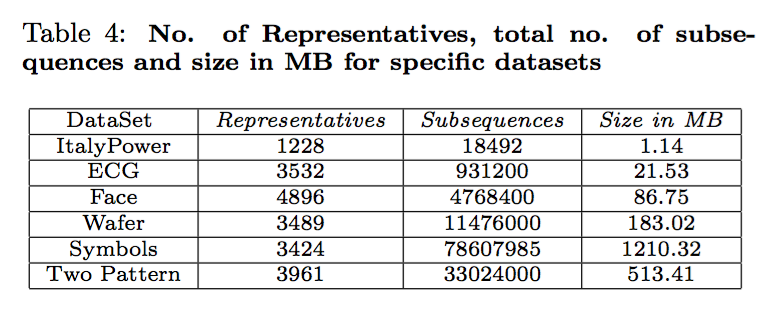 Table 4: No. of Representatives, total no. of subse-
quences and size in MB for specific datasets
DataSet Representatives Subsequences Size in MB
ItalyPower 1228 18492 1.14
ECG 3532 931200 21.53
Face 4896 4768400 86.75
Wafer 3489 11476000 183.02
Symbols 3424 78607985 1210.32
Two Pattern 3961 33024000 513.41